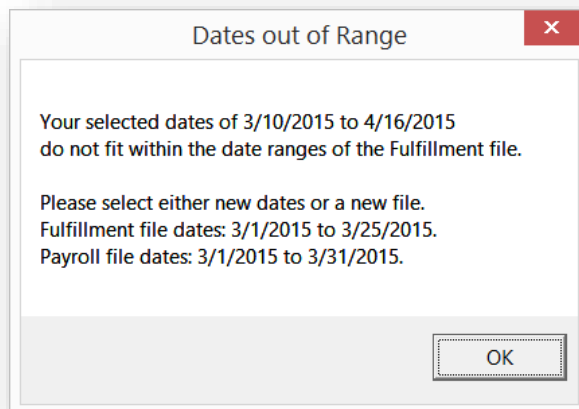 Dates out of Range
Your selected dates of 3/10/2015 to 4/16/2015
do not fit within the date ranges of the Fulfillment file.
Please select either new dates or a new file.
Fulfillment file dates: 3/1/2015 to 3/25/2015.
Payroll file dates: 3/1/2015 to 3/31/2015.
OK